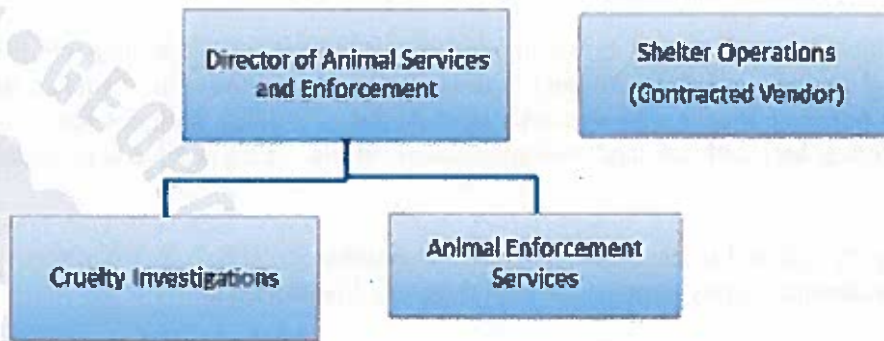 Director of Animal Services
and Enforcement
Shelter Operations
(Contracted Vendor)
Cruelty Investigations
Animal Enforcement
Services